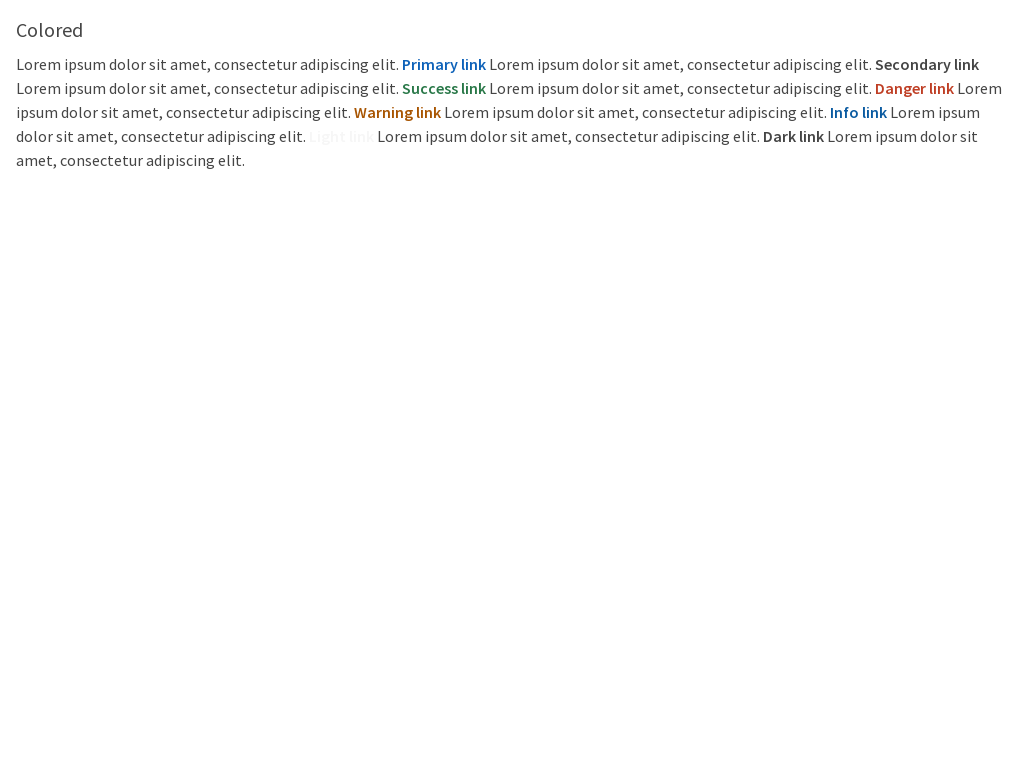 Colored
Lorem ipsum dolor sit amet, consectetur adipiscing elit. Primary link Lorem ipsum dolor sit amet, consectetur adipiscing elit. Secondary link
Lorem ipsum dolor sit amet, consectetur adipiscing elit. Success link Lorem ipsum dolor sit amet, consectetur adipiscing elit. Danger link Lorem
ipsum dolor sit amet, consectetur adipiscing elit. Warning link Lorem ipsum dolor sit amet, consectetur adipiscing elit. Info link Lorem ipsum
dolor sit amet, consectetur adipiscing elit. Light link Lorem ipsum dolor sit amet, consectetur adipiscing elit. Dark link Lorem ipsum dolor sit
amet, consectetur adipiscing elit.